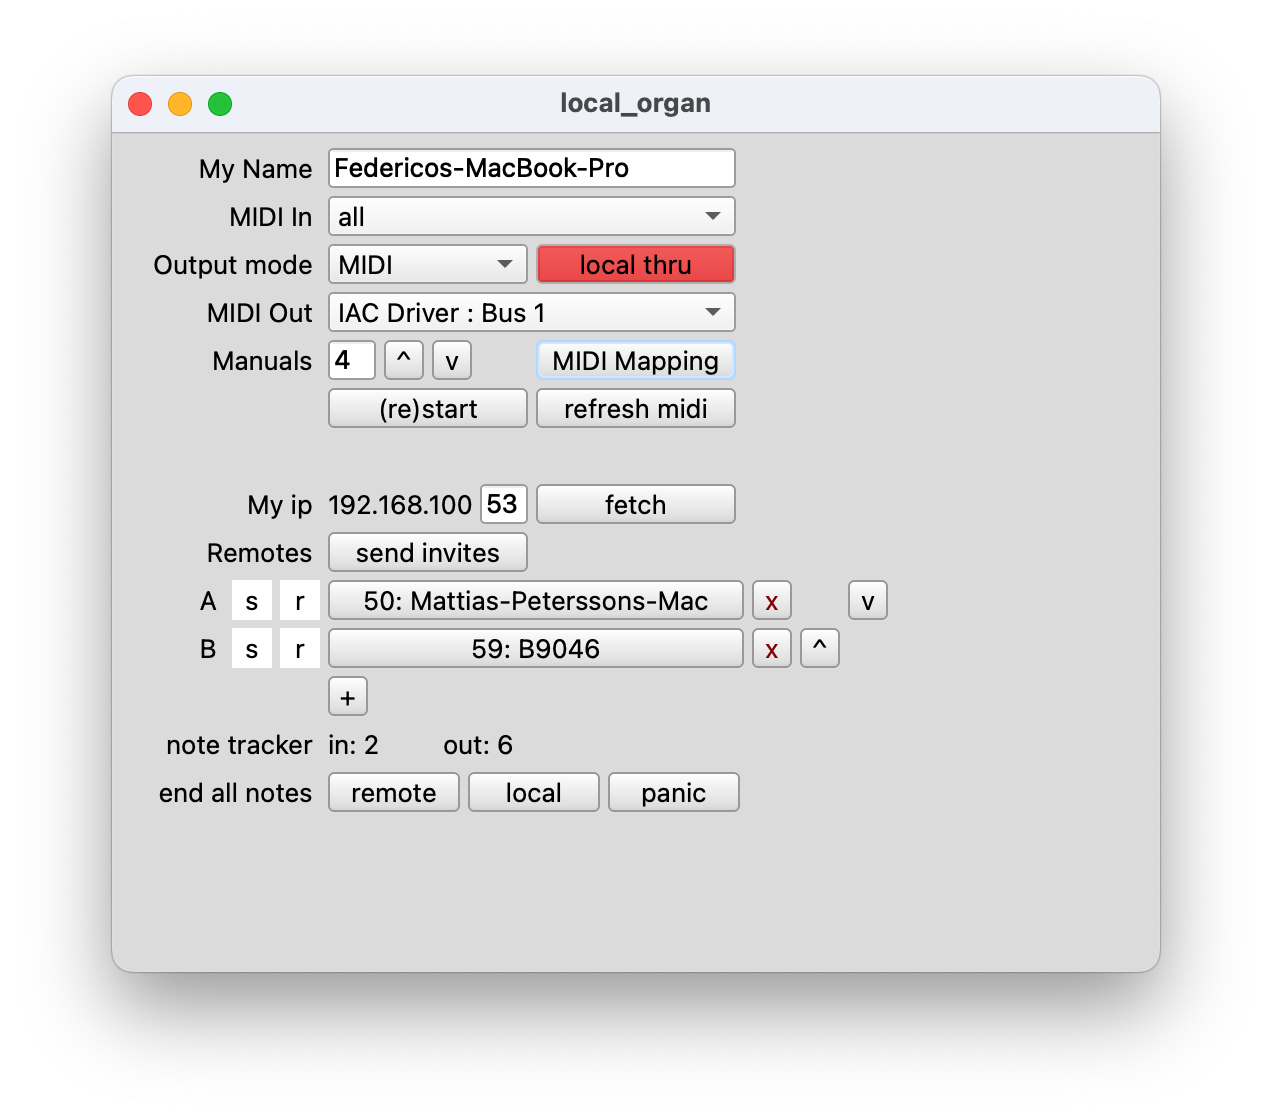 local_organ
My Name Federicos-MacBook-Pro
MIDI In all
Output mode MIDI local thru
MIDI Out IAC Driver : Bus 1
Manuals 4 ^ v MIDI Mapping
(re)start refresh midi
My ip 192.168.100 53 fetch
Remotes send invites
A s r 50: Mattias-Peterssons-Mac x v
B s r 59: B9046 x ^
+
note tracker in: 2 out: 6
end all notes remote local panic